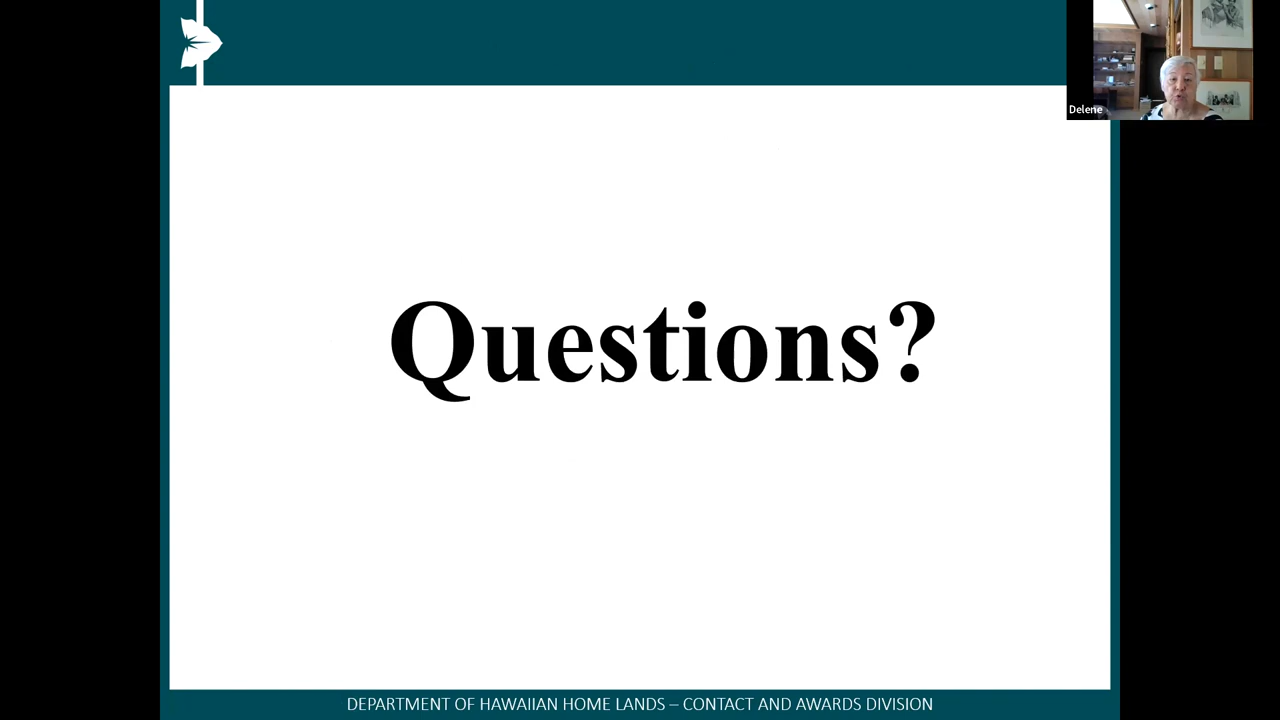 Delene
Questions?
DEPARTMENT OF HAWAIIAN HOME LANDS – CONTACT AND AWARDS DIVISION